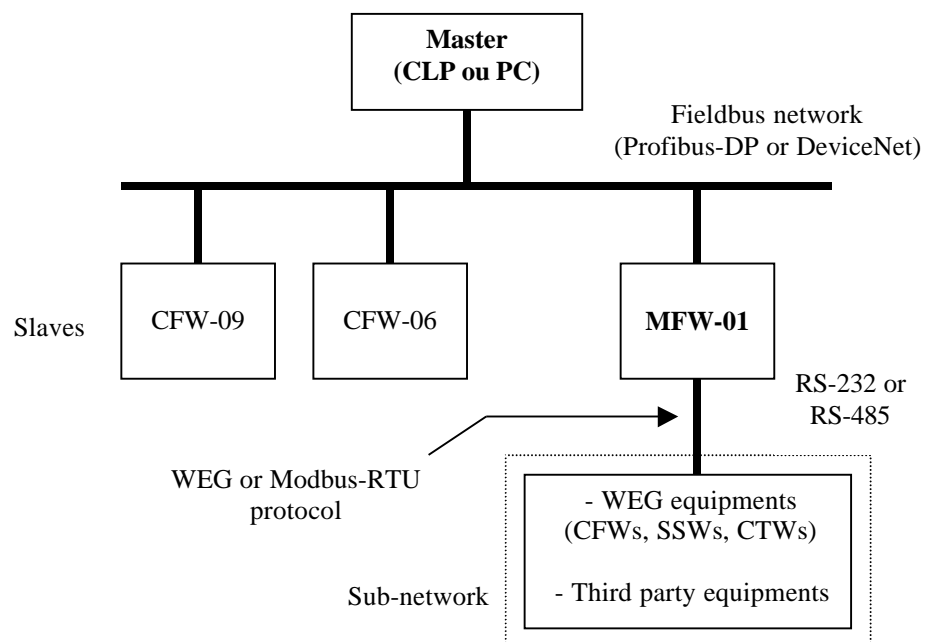 Master
(CLP ou PC)
Fieldbus network
(Profibus-DP or DeviceNet)
Slaves
CFW-09
CFW-06
MFW-01
RS-232 or
RS-485
WEG or Modbus-RTU
protocol
- WEG equipments
(CFWs, SSWs, CTWs)
Sub-network
- Third party equipments